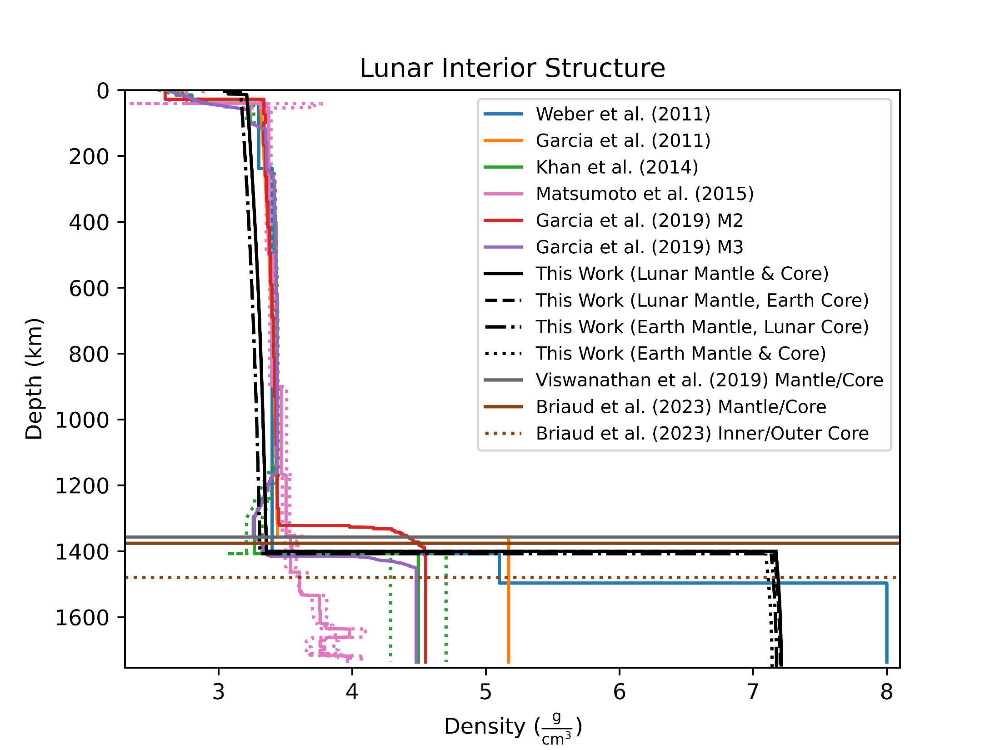 Lunar Interior Structure
0
200
400
600
800
1000
1200
1400
1600
Depth (km)
Weber et al. (2011)
Garcia et al. (2011)
Khan et al. (2014)
Matsumoto et al. (2015)
Garcia et al. (2019) M2
Garcia et al. (2019) M3
This Work (Lunar Mantle & Core)
This Work (Lunar Mantle, Earth Core)
This Work (Earth Mantle, Lunar Core)
This Work (Earth Mantle & Core)
Viswanathan et al. (2019) Mantle/Core
Briaud et al. (2023) Mantle/Core
Briaud et al. (2023) Inner/Outer Core
3 4 5 6 7 8
Density (g/cm³)